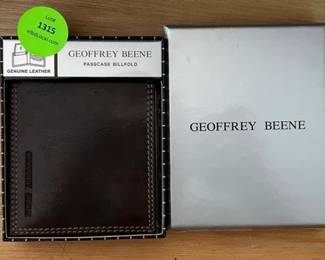 LOT#
1315
GENUINE LEATHER
GEOFFREY BEENE
PASSCASE BILLFOLD
GEOFFREY BEENE